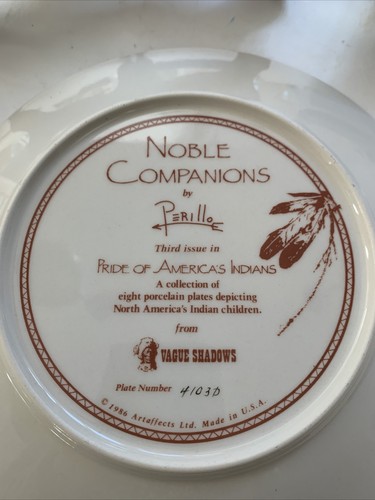 NOBLE
COMPANIONS
by
PERILLO
Third issue in
PRIDE OF AMERICA'S INDIANS
A collection of
eight porcelain plates depicting
North America's Indian children.
from
VAGUE SHADOWS
Plate Number 4103D
© 1986 Artaffects Ltd. Made in U.S.A.